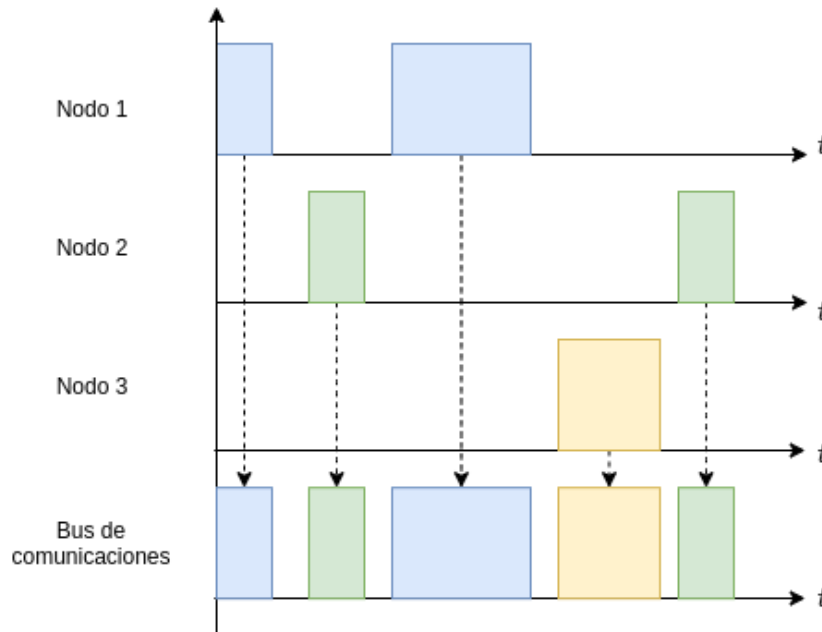 Nodo 1
t
Nodo 2
t
Nodo 3
t
Bus de
comunicaciones
t